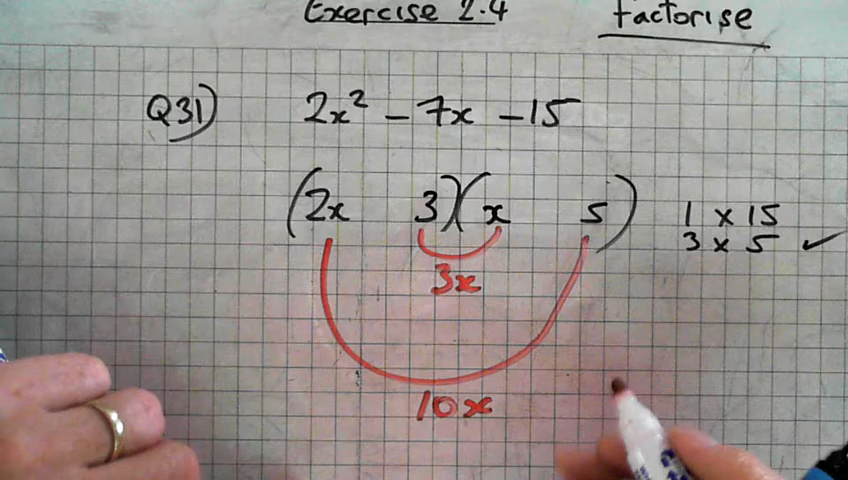 Exercise 2.4 Factorise
Q31) 2x² - 7x - 15
(2x 3)(x 5) 1 x 15
3 x 5 ✓
3x
10x